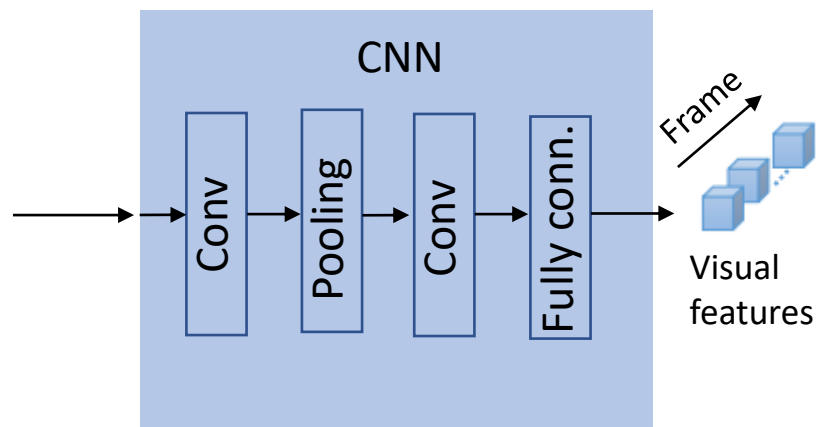 CNN
Conv
Pooling
Conv
Fully conn.
Frame
Visual
features